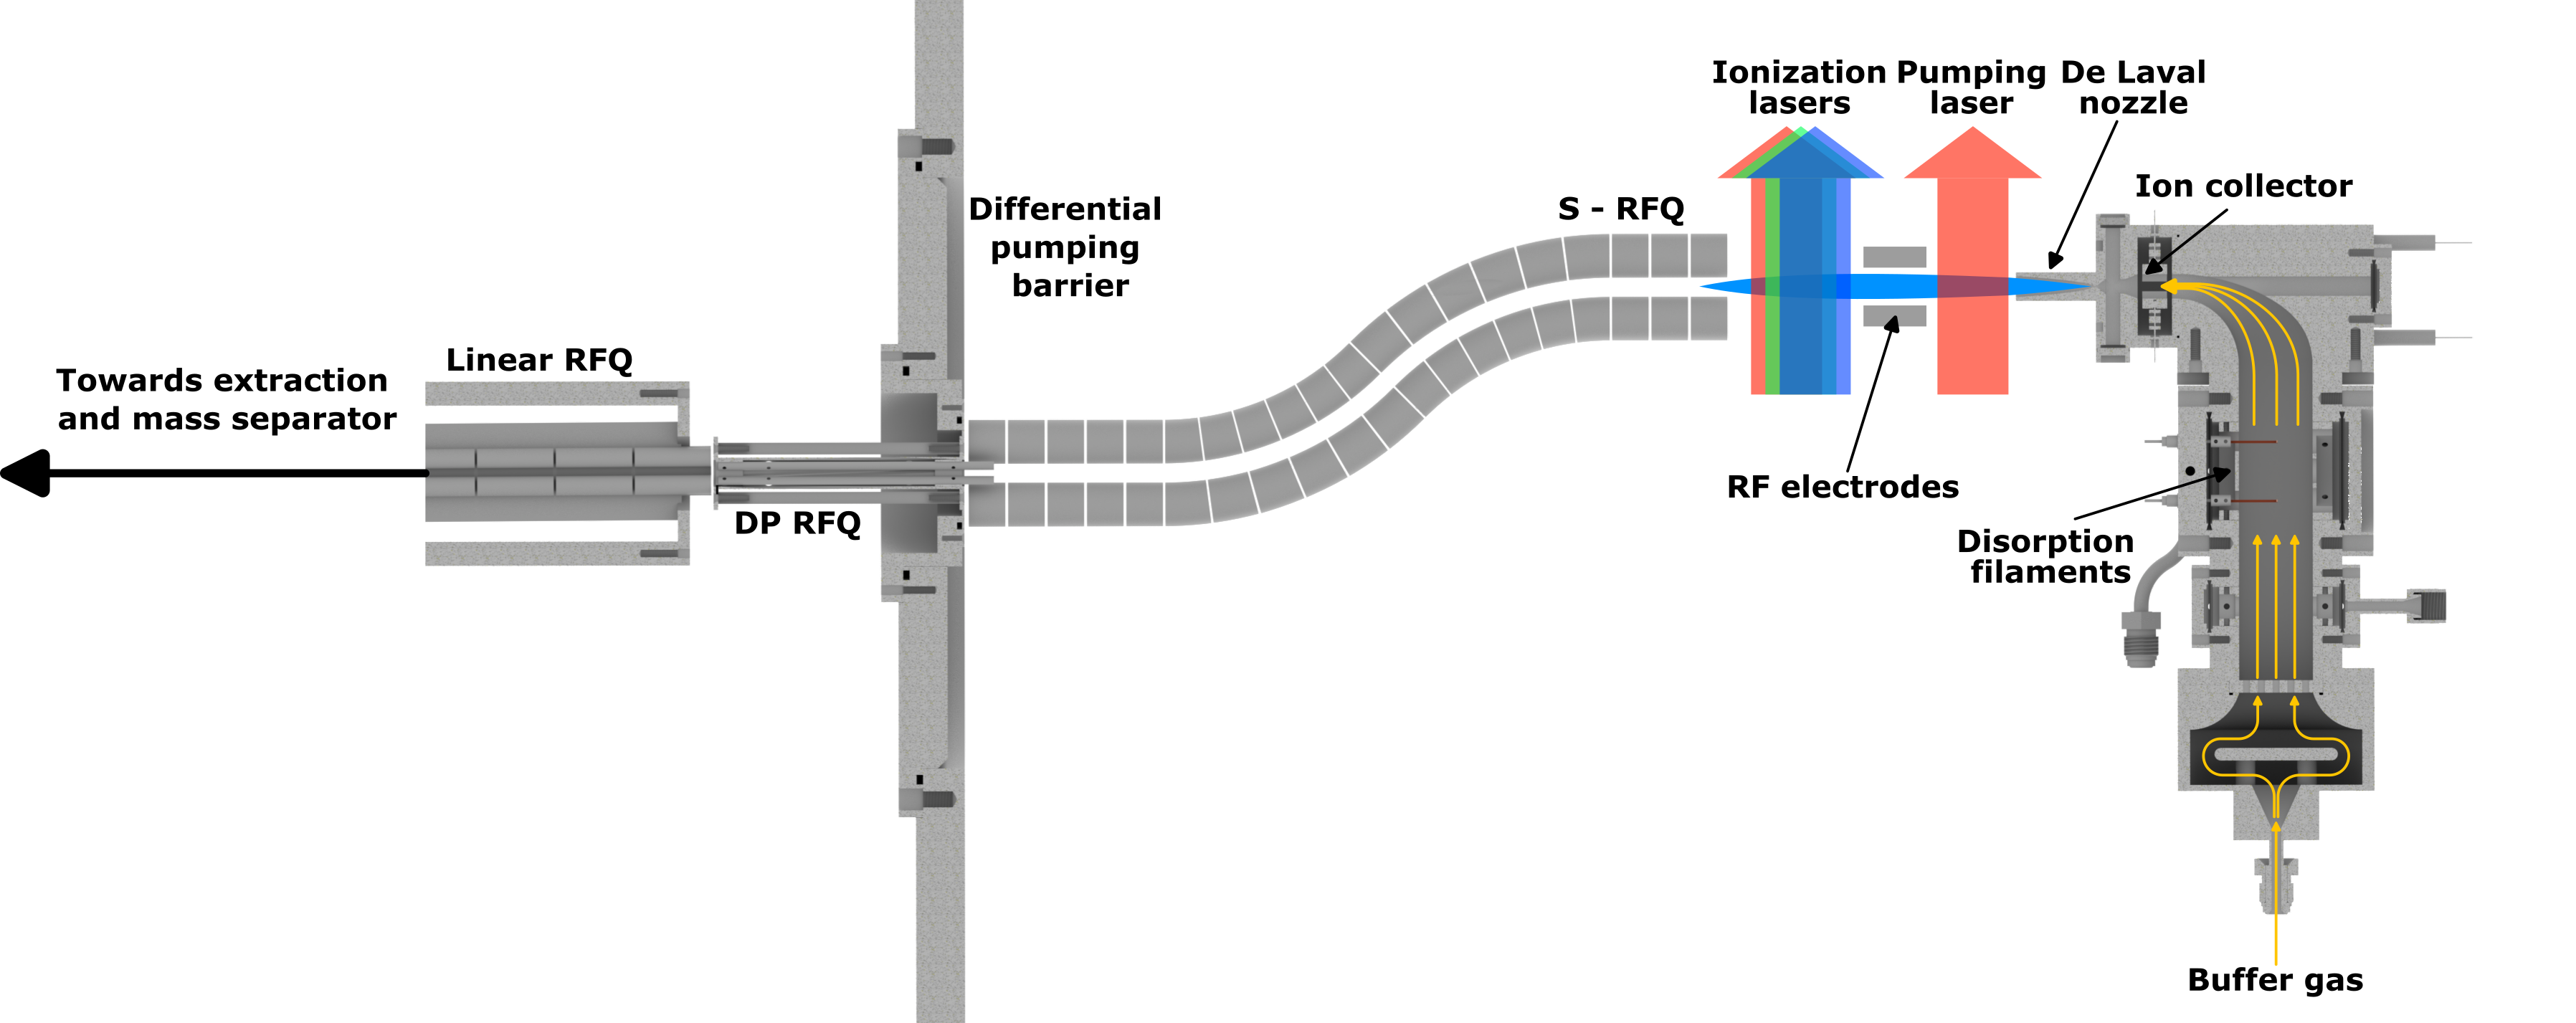 Ionization
lasers
Pumping
laser
De Laval
nozzle
Ion collector
S - RFQ
Differential
pumping
barrier
Linear RFQ
Towards extraction
and mass separator
DP RFQ
RF electrodes
Disorption
filaments
Buffer gas